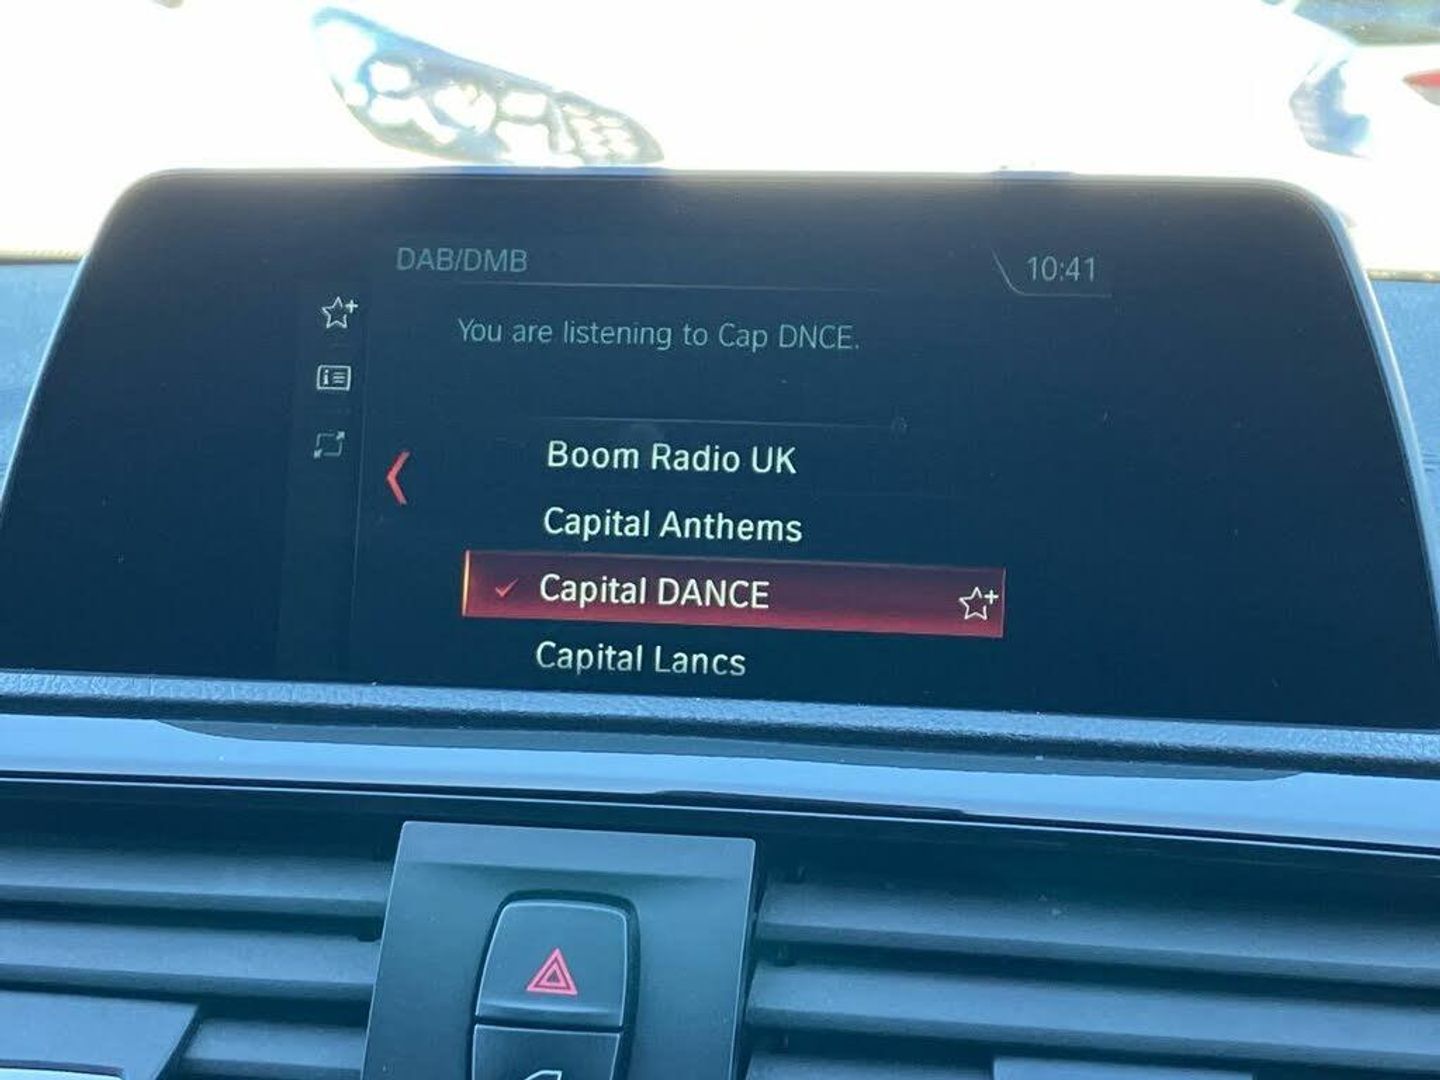 DAB/DMB
10:41
You are listening to Cap DNCE.
Boom Radio UK
Capital Anthems
Capital DANCE
Capital Lancs